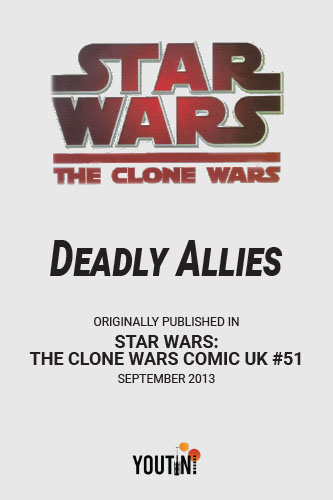 STAR
WARS
THE CLONE WARS
DEADLY ALLIES
ORIGINALLY PUBLISHED IN
STAR WARS:
THE CLONE WARS COMIC UK #51
SEPTEMBER 2013
YOUTINI